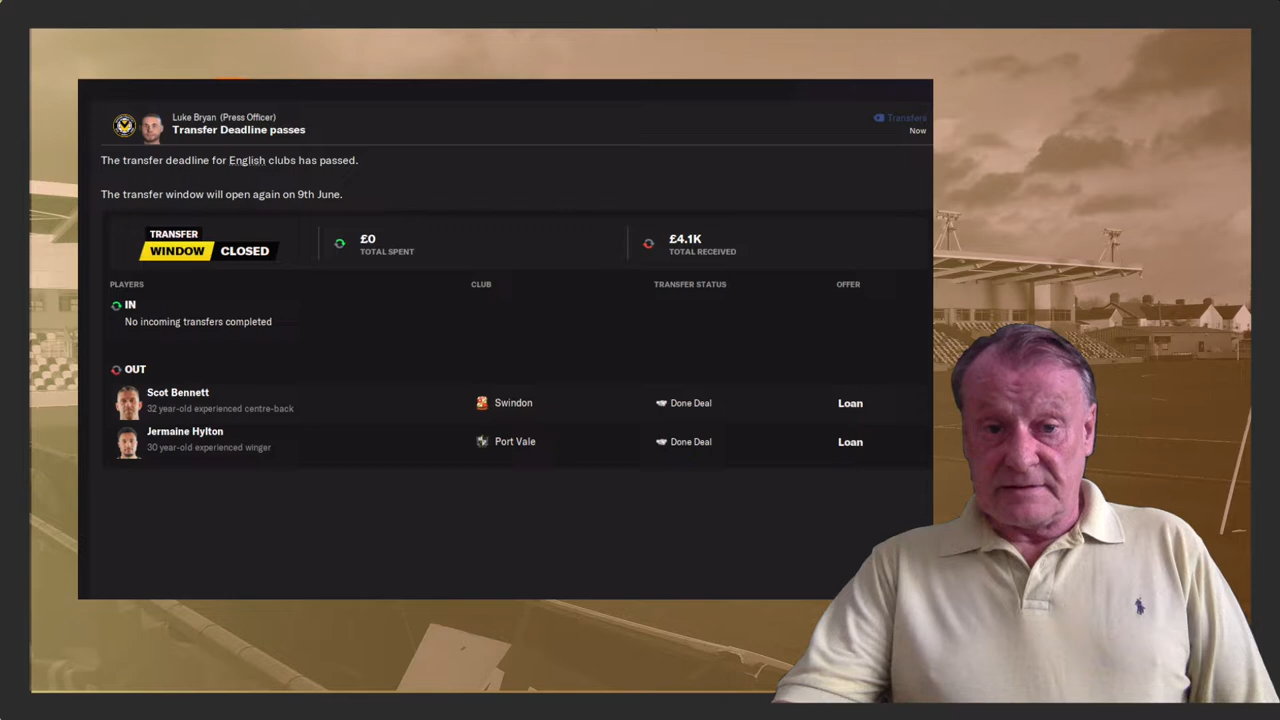 Luke Bryan (Press Officer)
Transfer Deadline passes
Transfers
Now
The transfer deadline for English clubs has passed.
The transfer window will open again on 9th June.
TRANSFER
WINDOW CLOSED
£0
TOTAL SPENT
£4.1K
TOTAL RECEIVED
PLAYERS CLUB TRANSFER STATUS OFFER
IN
No incoming transfers completed
OUT
Scot Bennett
32 year-old experienced centre-back
Swindon Done Deal Loan
Jermaine Hylton
30 year-old experienced winger
Port Vale Done Deal Loan